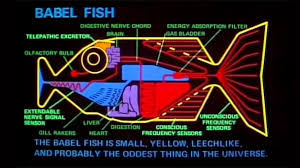 BABEL FISH
DIGESTIVE NERVE CHORD
ENERGY ABSORPTION FILTER
TELEPATHIC EXCRETOR
BRAIN
GAS BLADDER
OLFACTORY BULB
EXTENDABLE
NERVE SIGNAL
SENSOR
LIVER
DIGESTION
CONSCIOUS
FREQUENCY SENSORS
UNCONSCIOUS
FREQUENCY
SENSORS
GILL RAKERS
HEART
THE BABEL FISH IS SMALL, YELLOW, LEECHLIKE,
AND PROBABLY THE ODDEST THING IN THE UNIVERSE.